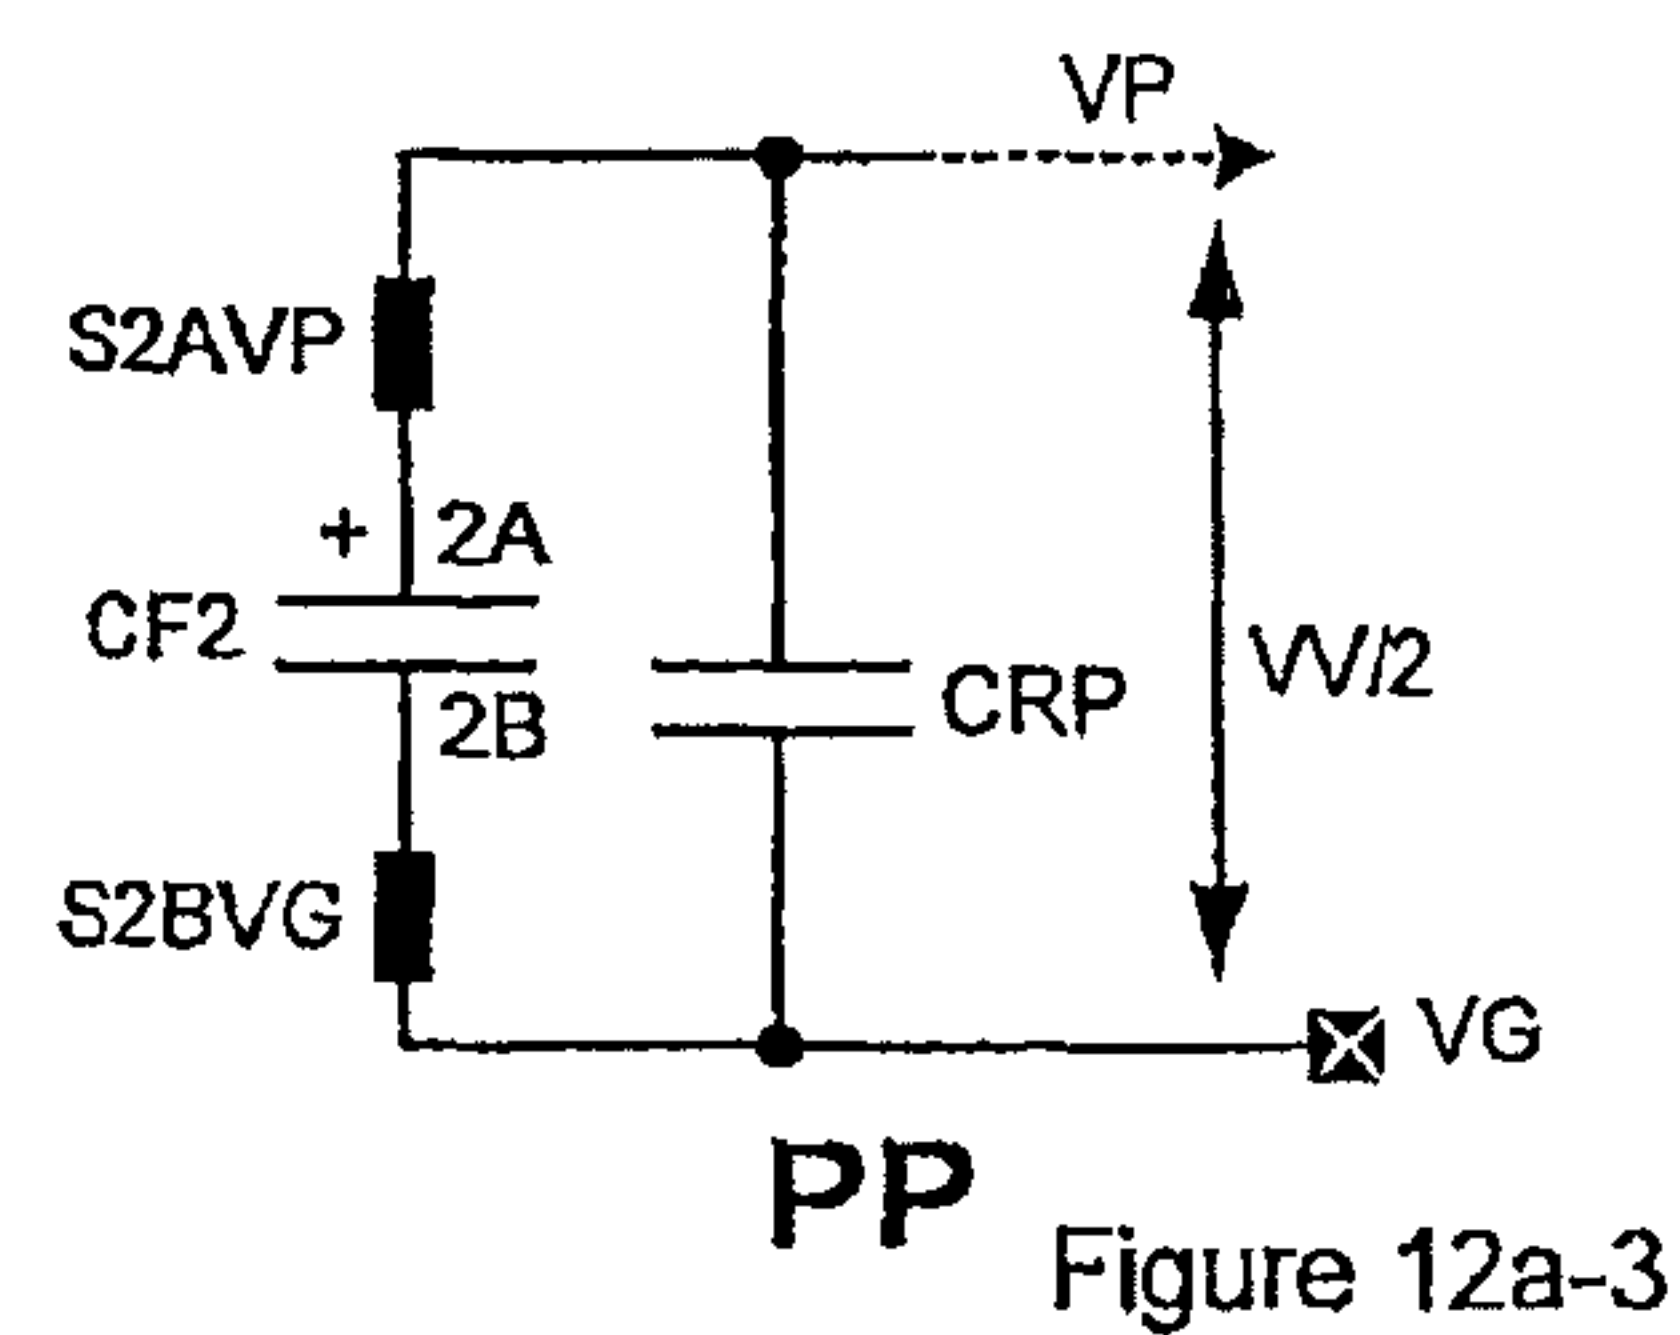 VP
S2AVP
+ 2A
CF2
VV/2
CRP
2B
S2BVG
VG
PP
Figure 12a-3